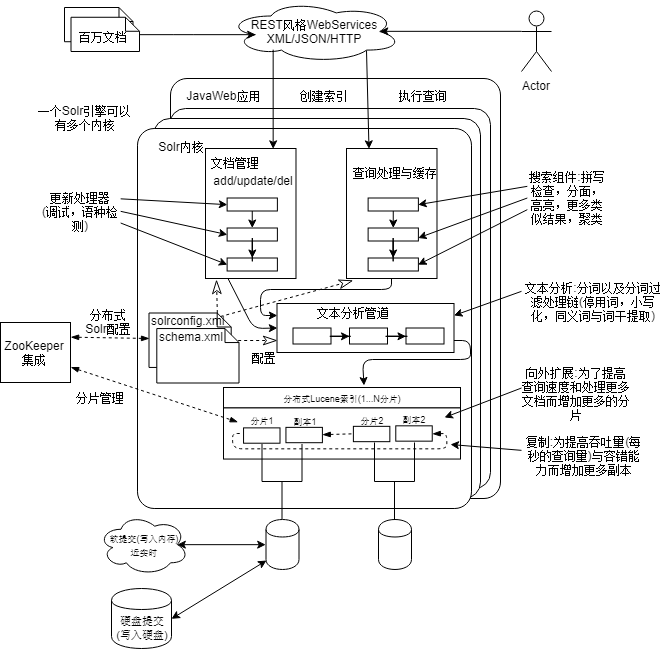 百万文档
REST风格WebServices
XML/JSON/HTTP
Actor
JavaWeb应用
创建索引
执行查询
一个Solr引擎可以
有多个内核
Solr内核
文档管理
add/update/del
查询处理与缓存
更新处理器
(调试，语种检
测)
搜索组件:拼写
检查，分面，
高亮，更多类
似结果，聚类
文本分析:分词以及分词过
滤处理链(停用词，小写
化，同义词与词干提取)
分布式
Solr配置
solrconfig.xml
schema.xml
文本分析管道
配置
ZooKeeper
集成
分片管理
向外扩展:为了提高
查询速度和处理更多
文档而增加更多的分
片
分布式Lucene索引(1...N分片)
分片1
副本1
分片2
副本2
复制:为提高吞吐量(每
秒的查询量)与容错能
力而增加更多副本
软提交(写入内存)
近实时
硬盘提交
(写入硬盘)